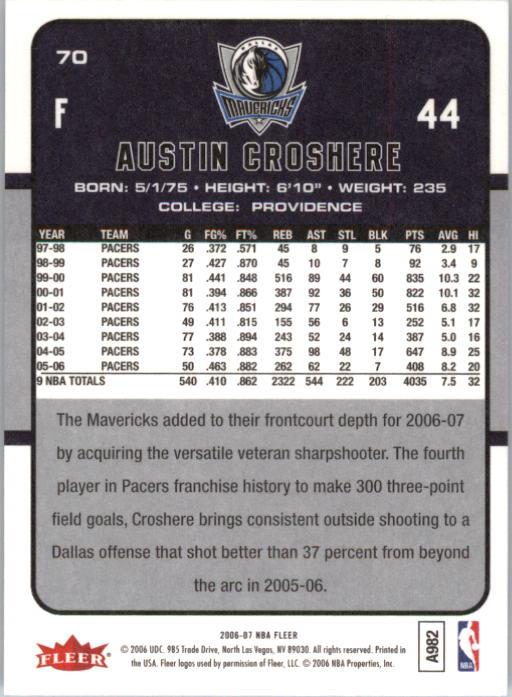 70
DALLAS
MAVERICKS
F
44
AUSTIN CROSHERE
BORN: 5/1/75 • HEIGHT: 6'10" • WEIGHT: 235
COLLEGE: PROVIDENCE
YEAR TEAM G FG% FT% REB AST STL BLK PTS AVG HI
97-98 PACERS 26 .372 .571 45 8 9 5 76 2.9 17
98-99 PACERS 27 .427 .870 45 10 7 8 92 3.4 9
99-00 PACERS 81 .441 .848 516 89 44 60 835 10.3 22
00-01 PACERS 81 .394 .866 387 92 36 50 822 10.1 32
01-02 PACERS 76 .413 .851 294 77 26 29 516 6.8 32
02-03 PACERS 49 .411 .815 155 56 6 13 252 5.1 17
03-04 PACERS 77 .388 .894 243 52 24 14 387 5.0 16
04-05 PACERS 73 .378 .883 375 98 48 17 647 8.9 25
05-06 PACERS 50 .463 .882 262 62 22 7 408 8.2 20
9 NBA TOTALS 540 .410 .862 2322 544 222 203 4035 7.5 32
The Mavericks added to their frontcourt depth for 2006-07
by acquiring the versatile veteran sharpshooter. The fourth
player in Pacers franchise history to make 300 three-point
field goals, Croshere brings consistent outside shooting to a
Dallas offense that shot better than 37 percent from beyond
the arc in 2005-06.
2006-07 NBA FLEER
FLEER
© 2006 UDC. 985 Trade Drive, North Las Vegas, NV 89030. All rights reserved. Printed in
the USA. Fleer logos used by permission of Fleer, LLC. © 2006 NBA Properties, Inc.
A982
NBA